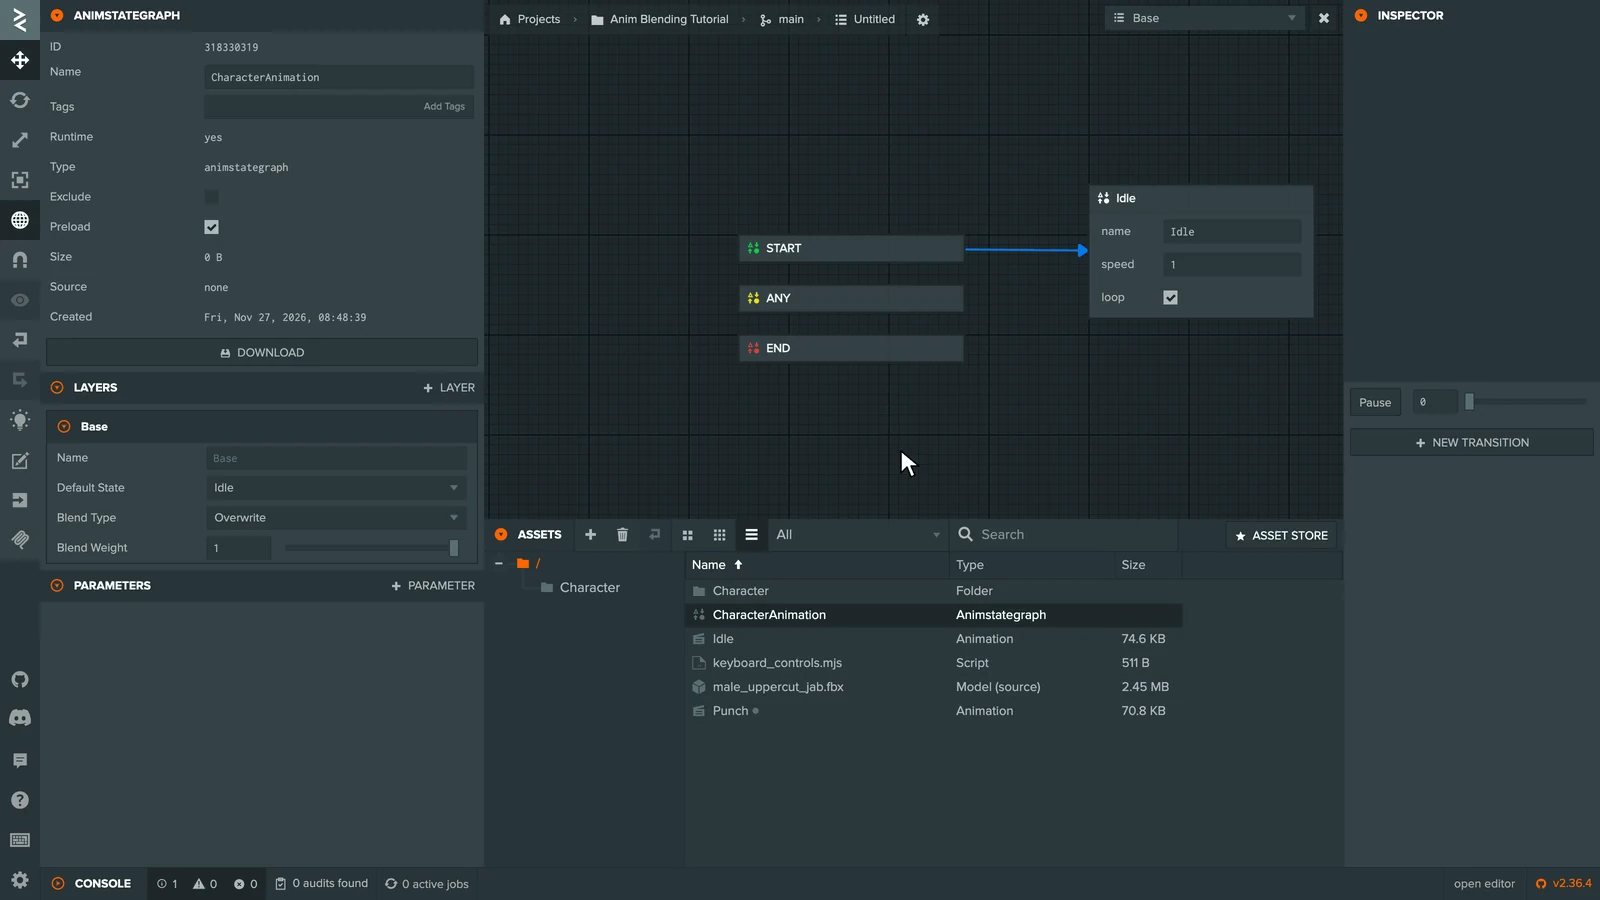 ANIMSTATEGRAPH
ID 318330319
Name CharacterAnimation
Tags Add Tags
Runtime yes
Type animstategraph
Exclude
Preload
Size 0 B
Source none
Created Fri, Nov 27, 2026, 08:48:39
DOWNLOAD
LAYERS + LAYER
Base
Name Base
Default State Idle
Blend Type Overwrite
Blend Weight 1
PARAMETERS + PARAMETER
Projects Anim Blending Tutorial main Untitled
Base
START
ANY
END
Idle
name Idle
speed 1
loop
INSPECTOR
Pause 0
+ NEW TRANSITION
ASSETS All Search ASSET STORE
/
Character
Name Type Size
Character Folder
CharacterAnimation Animstategraph
Idle Animation 74.6 KB
keyboard_controls.mjs Script 511 B
male_uppercut_jab.fbx Model (source) 2.45 MB
Punch Animation 70.8 KB
CONSOLE 1 0 0 0 audits found 0 active jobs
open editor v2.36.4